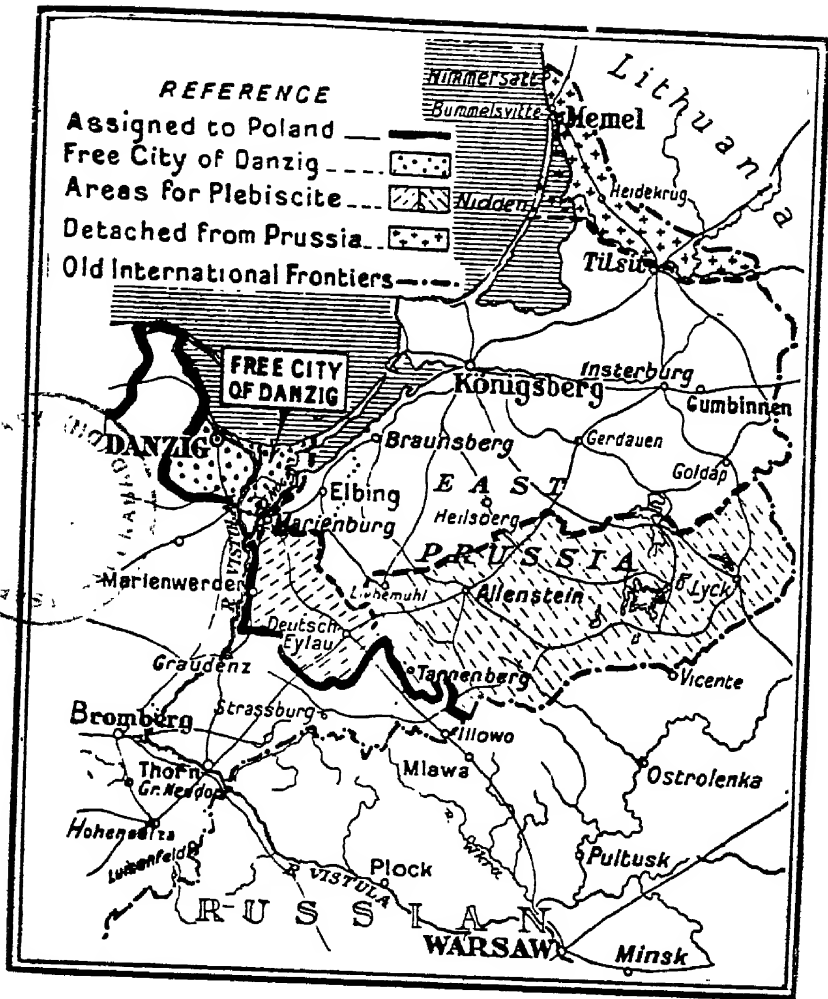 REFERENCE
Assigned to Poland
Free City of Danzig
Areas for Plebiscite
Detached from Prussia
Old International Frontiers
Nimmersatt
Bummelsvitte
Memel
Lithuania
Heidekrug
Nidden
Tilsit
FREE CITY
OF DANZIG
Königsberg
Insterburg
Gumbinnen
DANZIG
Braunsberg
Gerdauen
Goldap
EAST
Elbing
Heilsberg
Marienburg
PRUSSIA
R. VISTULA
Marienwerder
Allenstein
Lyck
Deutsch
Eylau
Graudenz
Tannenberg
Vicente
Strassburg
Bromberg
Illowo
Thorn
Mlawa
Ostrolenka
Plock
Pultusk
R. VISTULA
RUSSIAN
WARSAW
Minsk